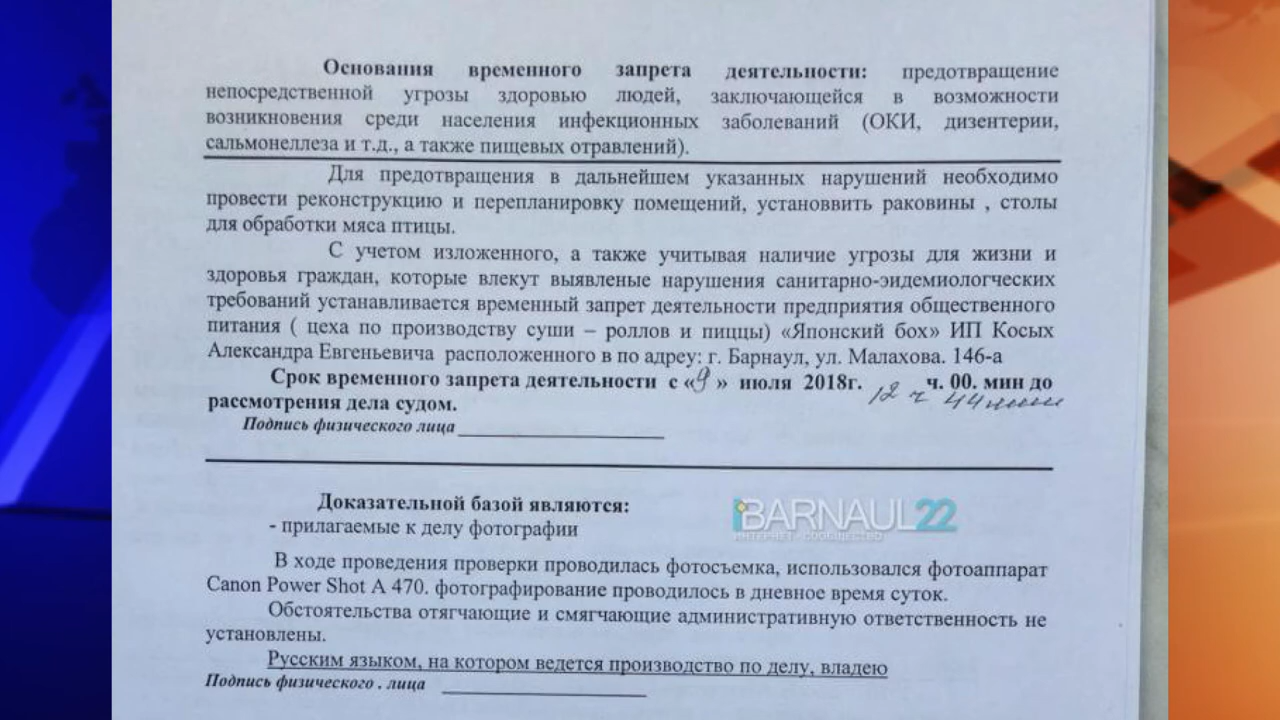 Основания временного запрета деятельности: предотвращение
непосредственной угрозы здоровью людей, заключающейся в возможности
возникновения среди населения инфекционных заболеваний (ОКИ, дизентерии,
сальмонеллеза и т.д., а также пищевых отравлений).
Для предотвращения в дальнейшем указанных нарушений необходимо
провести реконструкцию и перепланировку помещений, установвить раковины , столы
для обработки мяса птицы.
С учетом изложенного, а также учитывая наличие угрозы для жизни и
здоровья граждан, которые влекут выявленые нарушения санитарно-эидемиологческих
требований устанавливается временный запрет деятельности предприятия общественного
питания ( цеха по производству суши – роллов и пиццы) «Японский бох» ИП Косых
Александра Евгеньевича расположенного в по адреу: г. Барнаул, ул. Малахова. 146-а
Срок временного запрета деятельности с «9» июля 2018г. 12 ч 44 мин ч. 00. мин до
рассмотрения дела судом.
Подпись физического лица
Доказательной базой являются:
- прилагаемые к делу фотографии
iBARNAUL22
ИНТЕРНЕТ - СООБЩЕСТВО
В ходе проведения проверки проводилась фотосъемка, использовался фотоаппарат
Canon Power Shot A 470. фотографирование проводилось в дневное время суток.
Обстоятельства отягчающие и смягчающие административную ответственность не
установлены.
Русским языком, на котором ведется производство по делу, владею
Подпись физического . лица